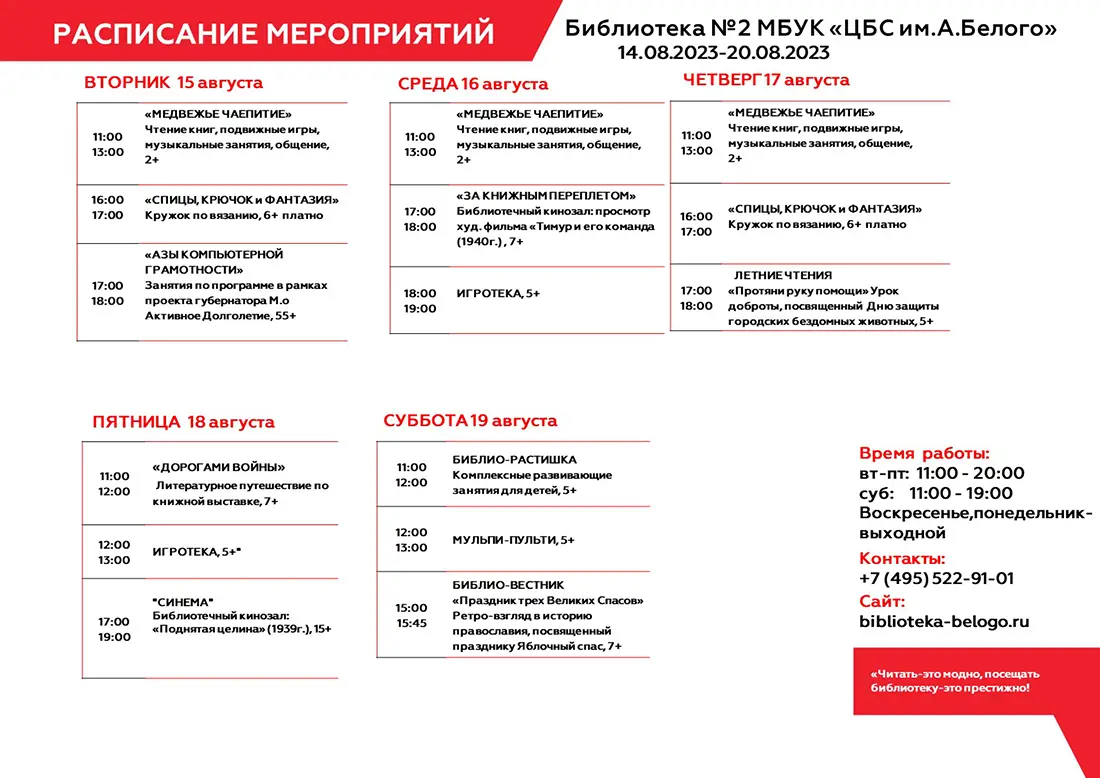 РАСПИСАНИЕ МЕРОПРИЯТИЙ
Библиотека №2 МБУК «ЦБС им.А.Белого»
14.08.2023-20.08.2023
ВТОРНИК 15 августа
11:00
13:00
«МЕДВЕЖЬЕ ЧАЕПИТИЕ»
Чтение книг, подвижные игры,
музыкальные занятия, общение,
2+
16:00
17:00
«СПИЦЫ, КРЮЧОК и ФАНТАЗИЯ»
Кружок по вязанию, 6+ платно
17:00
18:00
«АЗЫ КОМПЬЮТЕРНОЙ
ГРАМОТНОСТИ»
Занятия по программе в рамках
проекта губернатора М.о
Активное Долголетие, 55+
СРЕДА 16 августа
11:00
13:00
«МЕДВЕЖЬЕ ЧАЕПИТИЕ»
Чтение книг, подвижные игры,
музыкальные занятия, общение,
2+
17:00
18:00
«ЗА КНИЖНЫМ ПЕРЕПЛЕТОМ»
Библиотечный кинозал: просмотр
худ. фильма «Тимур и его команда
(1940г.) , 7+
18:00
19:00
ИГРОТЕКА, 5+
ЧЕТВЕРГ 17 августа
11:00
13:00
«МЕДВЕЖЬЕ ЧАЕПИТИЕ»
Чтение книг, подвижные игры,
музыкальные занятия, общение,
2+
16:00
17:00
«СПИЦЫ, КРЮЧОК и ФАНТАЗИЯ»
Кружок по вязанию, 6+ платно
17:00
18:00
ЛЕТНИЕ ЧТЕНИЯ
«Протяни руку помощи» Урок
доброты, посвященный Дню защиты
городских бездомных животных, 5+
ПЯТНИЦА 18 августа
11:00
12:00
«ДОРОГАМИ ВОЙНЫ»
Литературное путешествие по
книжной выставке, 7+
12:00
13:00
ИГРОТЕКА, 5+"
17:00
19:00
"СИНЕМА"
Библиотечный кинозал:
«Поднятая целина» (1939г.), 15+
СУББОТА 19 августа
11:00
12:00
БИБЛИО-РАСТИШКА
Комплексные развивающие
занятия для детей, 5+
12:00
13:00
МУЛЬПИ-ПУЛЬТИ, 5+
15:00
15:45
БИБЛИО-ВЕСТНИК
«Праздник трех Великих Спасов»
Ретро-взгляд в историю
православия, посвященный
празднику Яблочный спас, 7+
Время работы:
вт-пт: 11:00 - 20:00
суб: 11:00 - 19:00
Воскресенье,понедельник-
выходной
Контакты:
+7 (495) 522-91-01
Сайт:
biblioteka-belogo.ru
«Читать-это модно, посещать
библиотеку-это престижно!